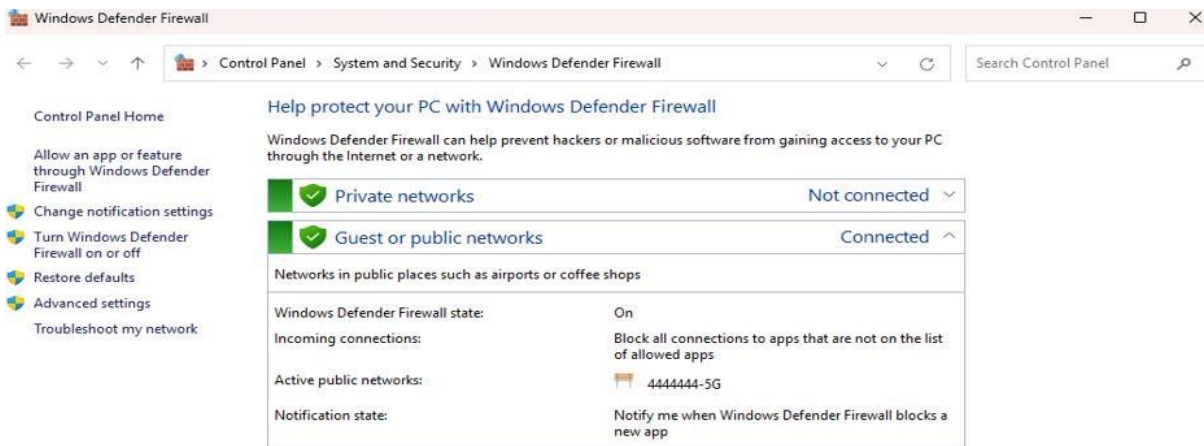 Windows Defender Firewall
Control Panel > System and Security > Windows Defender Firewall
Search Control Panel
Control Panel Home
Allow an app or feature
through Windows Defender
Firewall
Change notification settings
Turn Windows Defender
Firewall on or off
Restore defaults
Advanced settings
Troubleshoot my network
Help protect your PC with Windows Defender Firewall
Windows Defender Firewall can help prevent hackers or malicious software from gaining access to your PC
through the Internet or a network.
Private networks Not connected
Guest or public networks Connected
Networks in public places such as airports or coffee shops
Windows Defender Firewall state: On
Incoming connections: Block all connections to apps that are not on the list
of allowed apps
Active public networks: 4444444-5G
Notification state: Notify me when Windows Defender Firewall blocks a
new app